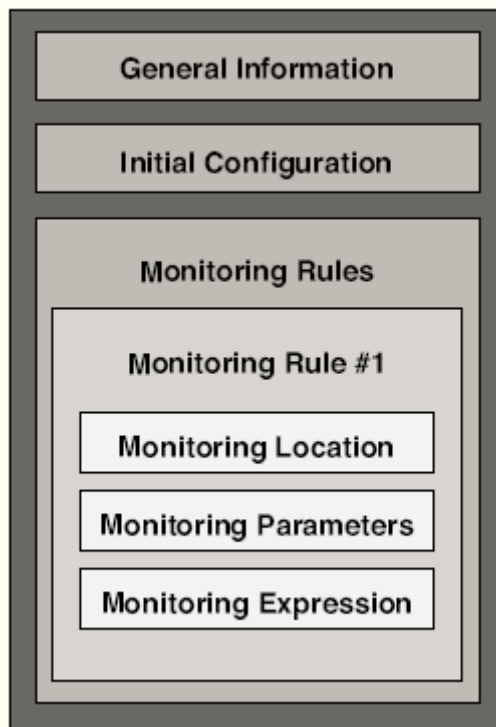 General Information
Initial Configuration
Monitoring Rules
Monitoring Rule #1
Monitoring Location
Monitoring Parameters
Monitoring Expression